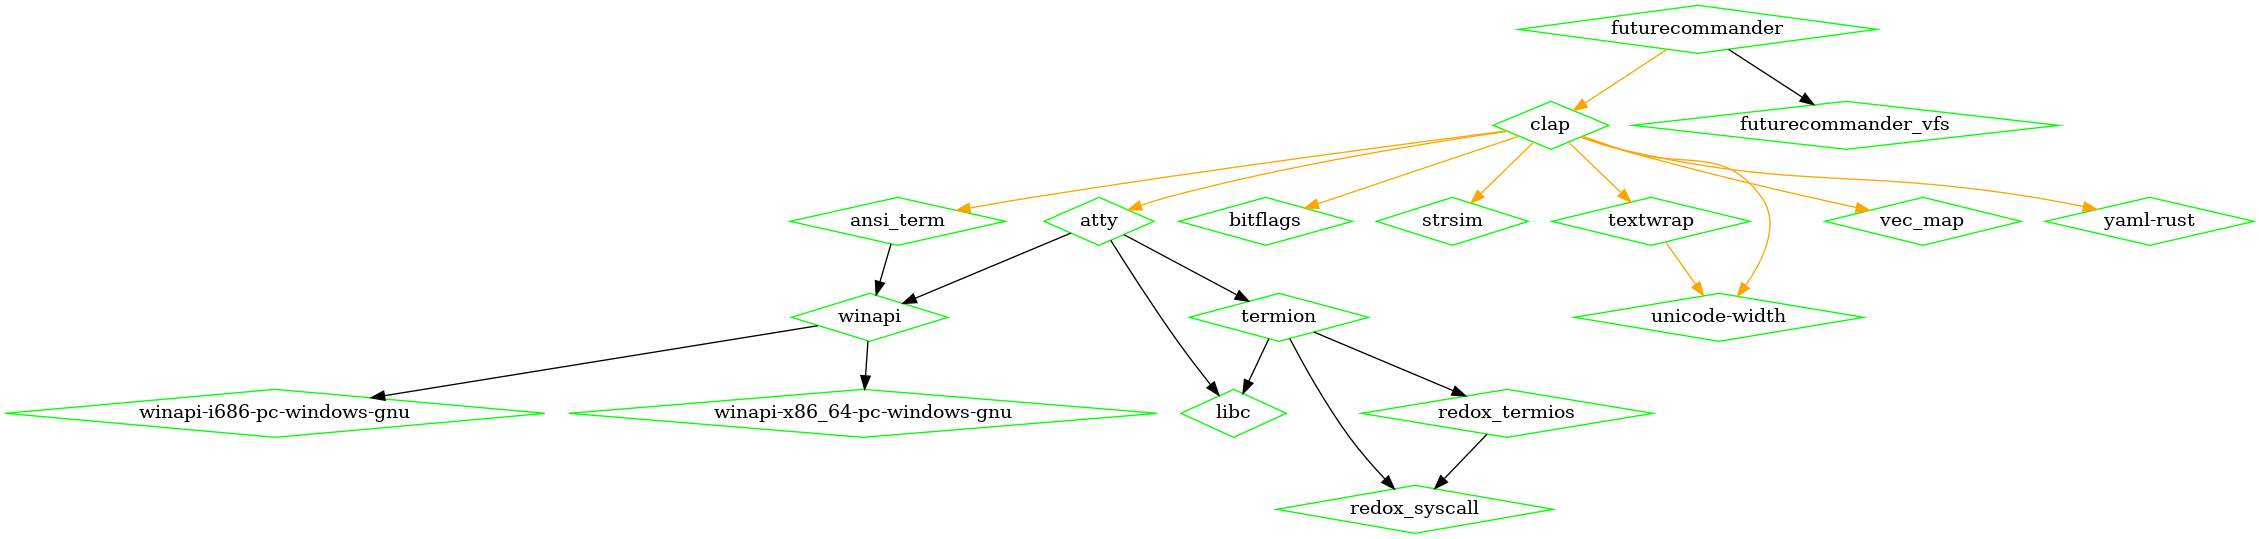 futurecommander
clap
futurecommander_vfs
ansi_term
atty
bitflags
strsim
textwrap
vec_map
yaml-rust
winapi
termion
unicode-width
winapi-i686-pc-windows-gnu
winapi-x86_64-pc-windows-gnu
libc
redox_termios
redox_syscall